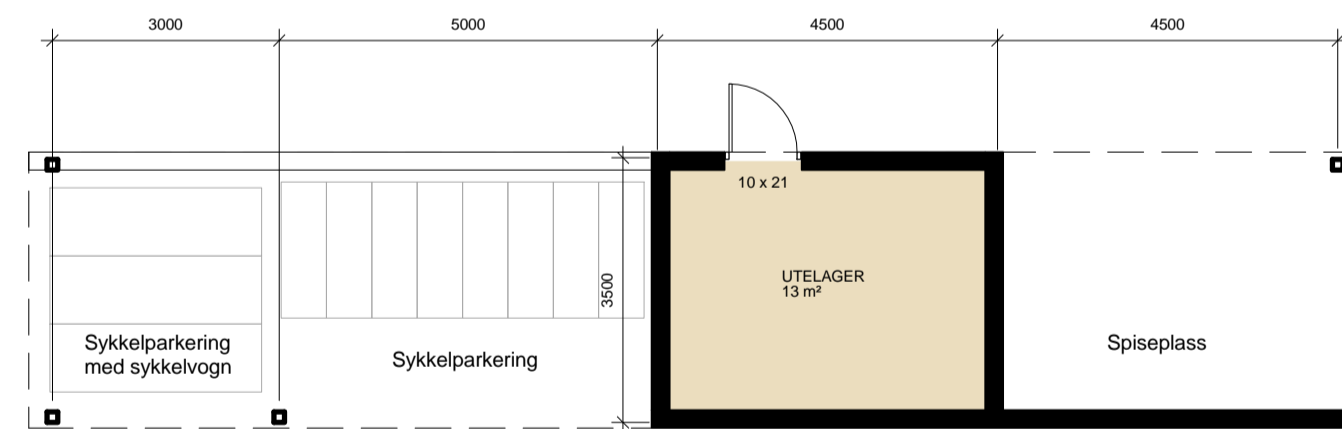 3000
5000
4500
4500
10 x 21
UTELAGER
13 m²
3500
Sykkelparkering
med sykkelvogn
Sykkelparkering
Spiseplass